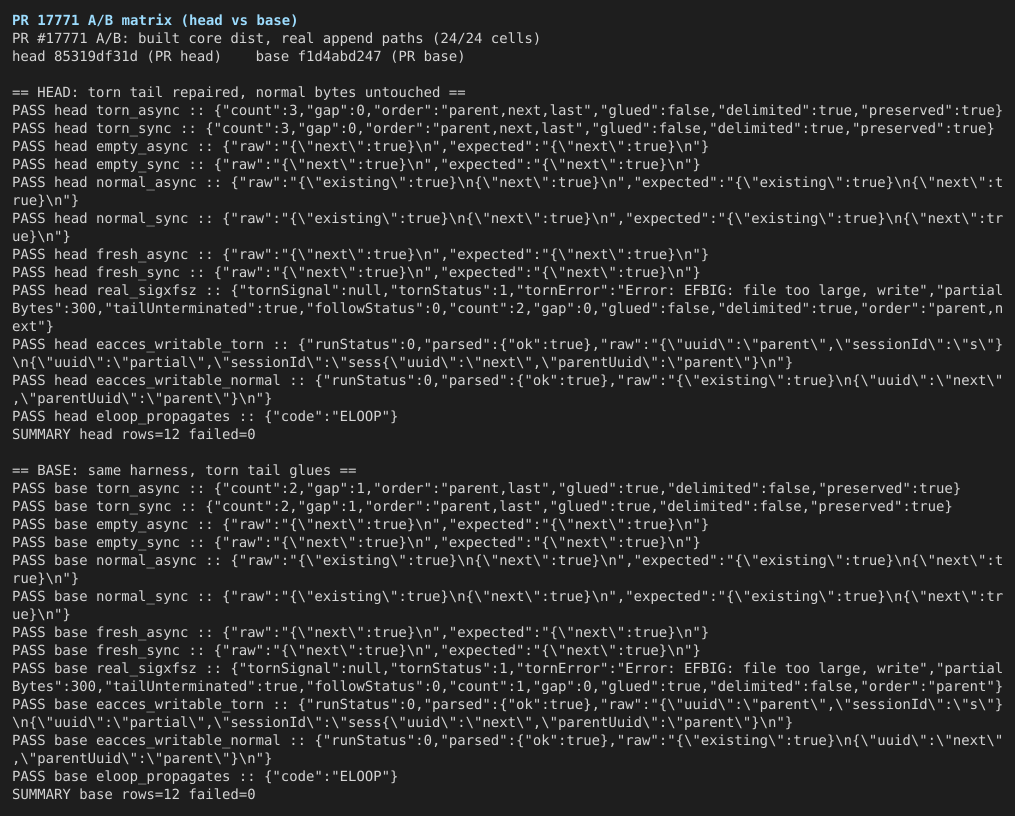 PR 17771 A/B matrix (head vs base)
PR #17771 A/B: built core dist, real append paths (24/24 cells)
head 85319df31d (PR head)    base f1d4abd247 (PR base)

== HEAD: torn tail repaired, normal bytes untouched ==
PASS head torn_async :: {"count":3,"gap":0,"order":"parent,next,last","glued":false,"delimited":true,"preserved":true}
PASS head torn_sync :: {"count":3,"gap":0,"order":"parent,next,last","glued":false,"delimited":true,"preserved":true}
PASS head empty_async :: {"raw":"{\"next\":true}\n","expected":"{\"next\":true}\n"}
PASS head empty_sync :: {"raw":"{\"next\":true}\n","expected":"{\"next\":true}\n"}
PASS head normal_async :: {"raw":"{\"existing\":true}\n{\"next\":true}\n","expected":"{\"existing\":true}\n{\"next\":t
rue}\n"}
PASS head normal_sync :: {"raw":"{\"existing\":true}\n{\"next\":true}\n","expected":"{\"existing\":true}\n{\"next\":tr
ue}\n"}
PASS head fresh_async :: {"raw":"{\"next\":true}\n","expected":"{\"next\":true}\n"}
PASS head fresh_sync :: {"raw":"{\"next\":true}\n","expected":"{\"next\":true}\n"}
PASS head real_sigxfsz :: {"tornSignal":null,"tornStatus":1,"tornError":"Error: EFBIG: file too large, write","partial
Bytes":300,"tailUnterminated":true,"followStatus":0,"count":2,"gap":0,"glued":false,"delimited":true,"order":"parent,n
ext"}
PASS head eacces_writable_torn :: {"runStatus":0,"parsed":{"ok":true},"raw":"{\"uuid\":\"parent\",\"sessionId\":\"s\"}
\n{\"uuid\":\"partial\",\"sessionId\":\"sess{\"uuid\":\"next\",\"parentUuid\":\"parent\"}\n"}
PASS head eacces_writable_normal :: {"runStatus":0,"parsed":{"ok":true},"raw":"{\"existing\":true}\n{\"uuid\":\"next\"
,\"parentUuid\":\"parent\"}\n"}
PASS head eloop_propagates :: {"code":"ELOOP"}
SUMMARY head rows=12 failed=0

== BASE: same harness, torn tail glues ==
PASS base torn_async :: {"count":2,"gap":1,"order":"parent,last","glued":true,"delimited":false,"preserved":true}
PASS base torn_sync :: {"count":2,"gap":1,"order":"parent,last","glued":true,"delimited":false,"preserved":true}
PASS base empty_async :: {"raw":"{\"next\":true}\n","expected":"{\"next\":true}\n"}
PASS base empty_sync :: {"raw":"{\"next\":true}\n","expected":"{\"next\":true}\n"}
PASS base normal_async :: {"raw":"{\"existing\":true}\n{\"next\":true}\n","expected":"{\"existing\":true}\n{\"next\":t
rue}\n"}
PASS base normal_sync :: {"raw":"{\"existing\":true}\n{\"next\":true}\n","expected":"{\"existing\":true}\n{\"next\":tr
ue}\n"}
PASS base fresh_async :: {"raw":"{\"next\":true}\n","expected":"{\"next\":true}\n"}
PASS base fresh_sync :: {"raw":"{\"next\":true}\n","expected":"{\"next\":true}\n"}
PASS base real_sigxfsz :: {"tornSignal":null,"tornStatus":1,"tornError":"Error: EFBIG: file too large, write","partial
Bytes":300,"tailUnterminated":true,"followStatus":0,"count":1,"gap":0,"glued":true,"delimited":false,"order":"parent"}
PASS base eacces_writable_torn :: {"runStatus":0,"parsed":{"ok":true},"raw":"{\"uuid\":\"parent\",\"sessionId\":\"s\"}
\n{\"uuid\":\"partial\",\"sessionId\":\"sess{\"uuid\":\"next\",\"parentUuid\":\"parent\"}\n"}
PASS base eacces_writable_normal :: {"runStatus":0,"parsed":{"ok":true},"raw":"{\"existing\":true}\n{\"uuid\":\"next\"
,\"parentUuid\":\"parent\"}\n"}
PASS base eloop_propagates :: {"code":"ELOOP"}
SUMMARY base rows=12 failed=0